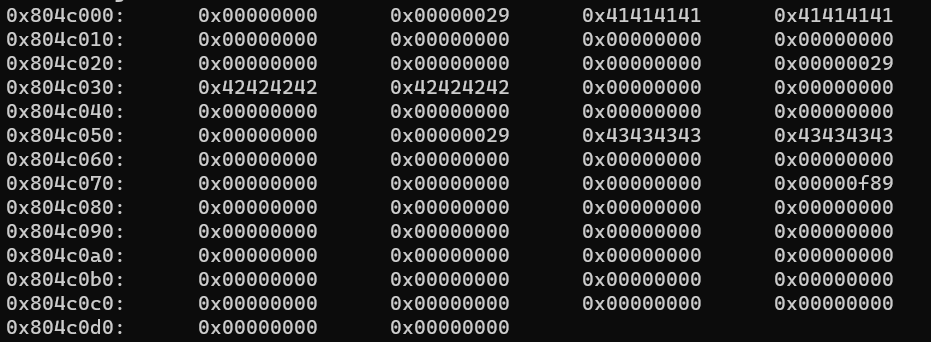 0x804c000: 0x00000000 0x00000029 0x41414141 0x41414141
0x804c010: 0x00000000 0x00000000 0x00000000 0x00000000
0x804c020: 0x00000000 0x00000000 0x00000000 0x00000029
0x804c030: 0x42424242 0x42424242 0x00000000 0x00000000
0x804c040: 0x00000000 0x00000000 0x00000000 0x00000000
0x804c050: 0x00000000 0x00000029 0x43434343 0x43434343
0x804c060: 0x00000000 0x00000000 0x00000000 0x00000000
0x804c070: 0x00000000 0x00000000 0x00000000 0x00000f89
0x804c080: 0x00000000 0x00000000 0x00000000 0x00000000
0x804c090: 0x00000000 0x00000000 0x00000000 0x00000000
0x804c0a0: 0x00000000 0x00000000 0x00000000 0x00000000
0x804c0b0: 0x00000000 0x00000000 0x00000000 0x00000000
0x804c0c0: 0x00000000 0x00000000 0x00000000 0x00000000
0x804c0d0: 0x00000000 0x00000000